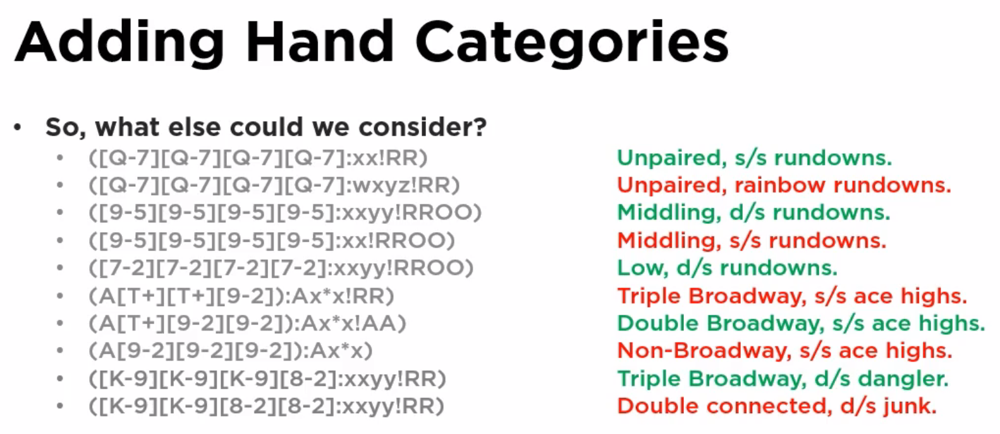 Adding Hand Categories
• So, what else could we consider?
• ([Q-7][Q-7][Q-7][Q-7]:xx!RR) Unpaired, s/s rundowns.
• ([Q-7][Q-7][Q-7][Q-7]:wxyz!RR) Unpaired, rainbow rundowns.
• ([9-5][9-5][9-5][9-5]:xxyy!RROO) Middling, d/s rundowns.
• ([9-5][9-5][9-5][9-5]:xx!RROO) Middling, s/s rundowns.
• ([7-2][7-2][7-2][7-2]:xxyy!RROO) Low, d/s rundowns.
• (A[T+][T+][9-2]):Ax*x!RR) Triple Broadway, s/s ace highs.
• (A[T+][9-2][9-2]):Ax*x!AA) Double Broadway, s/s ace highs.
• (A[9-2][9-2][9-2]):Ax*x) Non-Broadway, s/s ace highs.
• ([K-9][K-9][K-9][8-2]:xxyy!RR) Triple Broadway, d/s dangler.
• ([K-9][K-9][8-2][8-2]:xxyy!RR) Double connected, d/s junk.